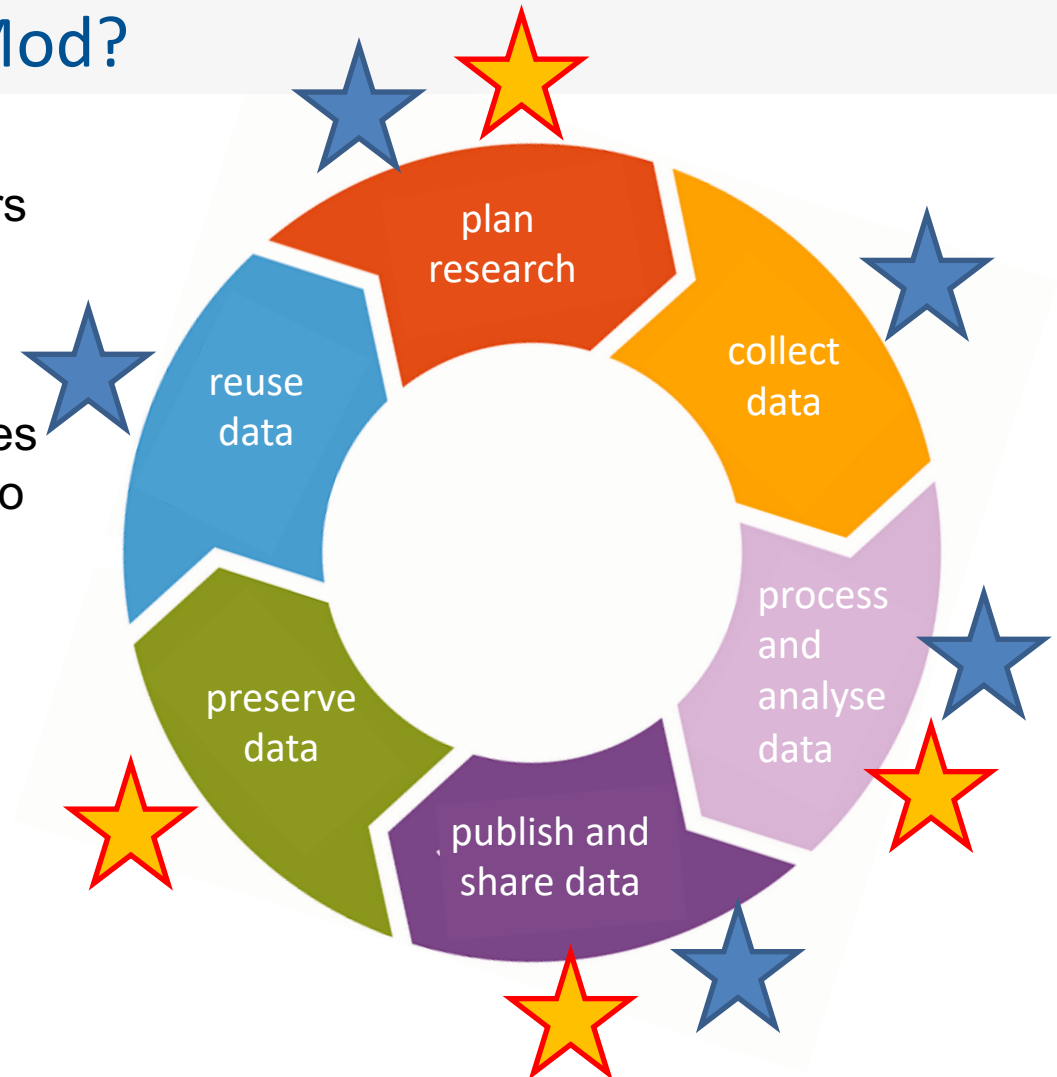 Mod?
rs
es
o
plan
research
collect
data
process
and
analyse
data
publish and
share data
preserve
data
reuse
data